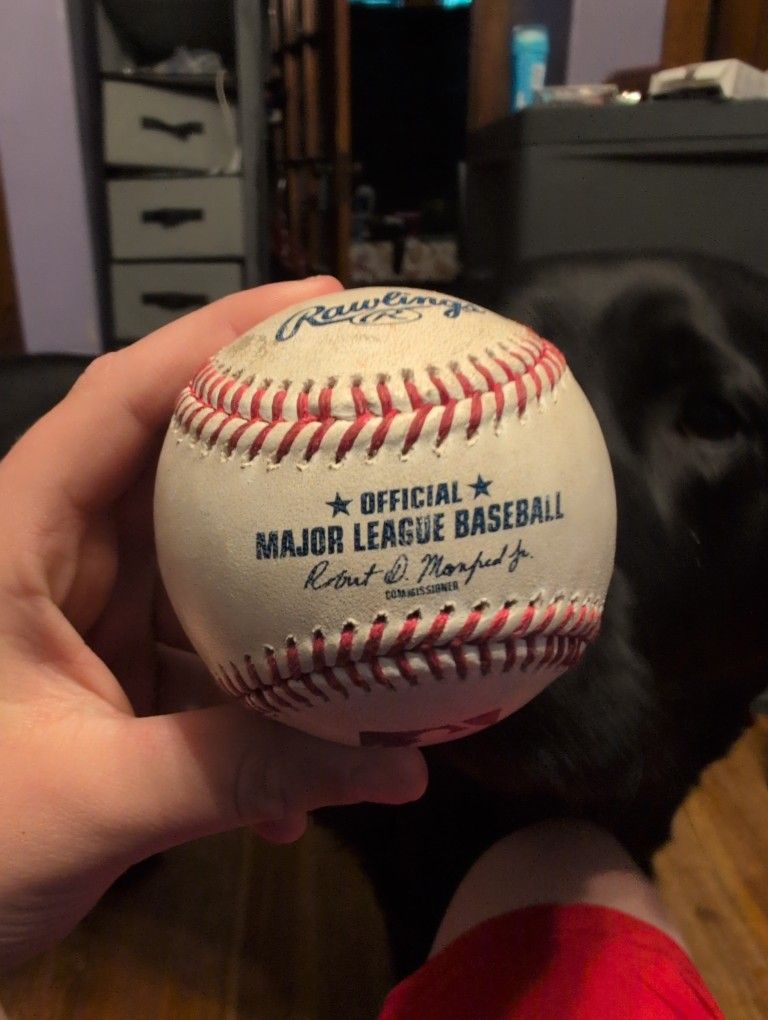 Rawlings
®
★ OFFICIAL ★
MAJOR LEAGUE BASEBALL
Robert D. Manfred Jr.
COMMISSIONER